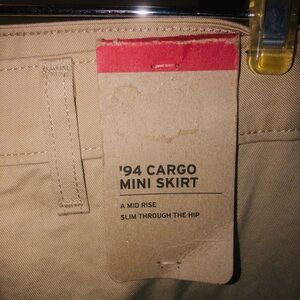 '94 CARGO
MINI SKIRT
A MID RISE
SLIM THROUGH THE HIP